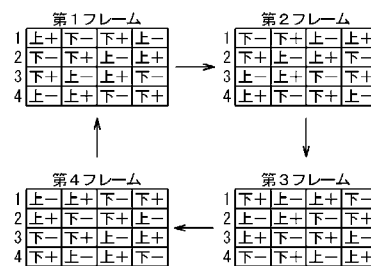 第1フレーム
1 上+ 下− 下+ 上−
2 下− 下+ 上− 上+
3 下+ 上− 上+ 下−
4 上− 上+ 下− 下+
第2フレーム
1 下− 下+ 上− 上+
2 下+ 上− 上+ 下−
3 上− 上+ 下− 下+
4 上+ 下− 下+ 上−
第4フレーム
1 上− 上+ 下− 下+
2 上+ 下− 下+ 上−
3 下− 下+ 上− 上+
4 下+ 上− 上+ 下−
第3フレーム
1 下+ 上− 上+ 下−
2 上− 上+ 下− 下+
3 上+ 下− 下+ 上−
4 下− 下+ 上− 上+